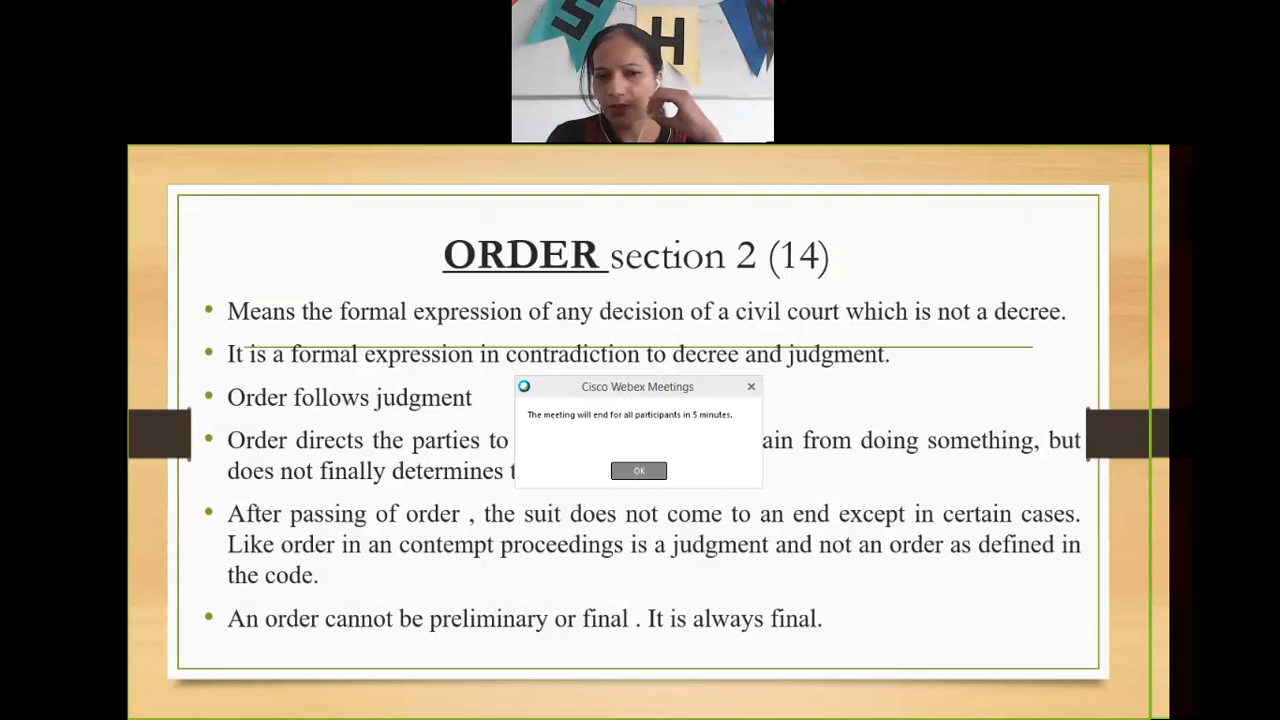 S H
ORDER section 2 (14)
• Means the formal expression of any decision of a civil court which is not a decree.
• It is a formal expression in contradiction to decree and judgment.
Cisco Webex Meetings
The meeting will end for all participants in 5 minutes.
OK
• Order follows judgment
• Order directs the parties to ain from doing something, but
does not finally determines t
• After passing of order , the suit does not come to an end except in certain cases.
Like order in an contempt proceedings is a judgment and not an order as defined in
the code.
• An order cannot be preliminary or final . It is always final.